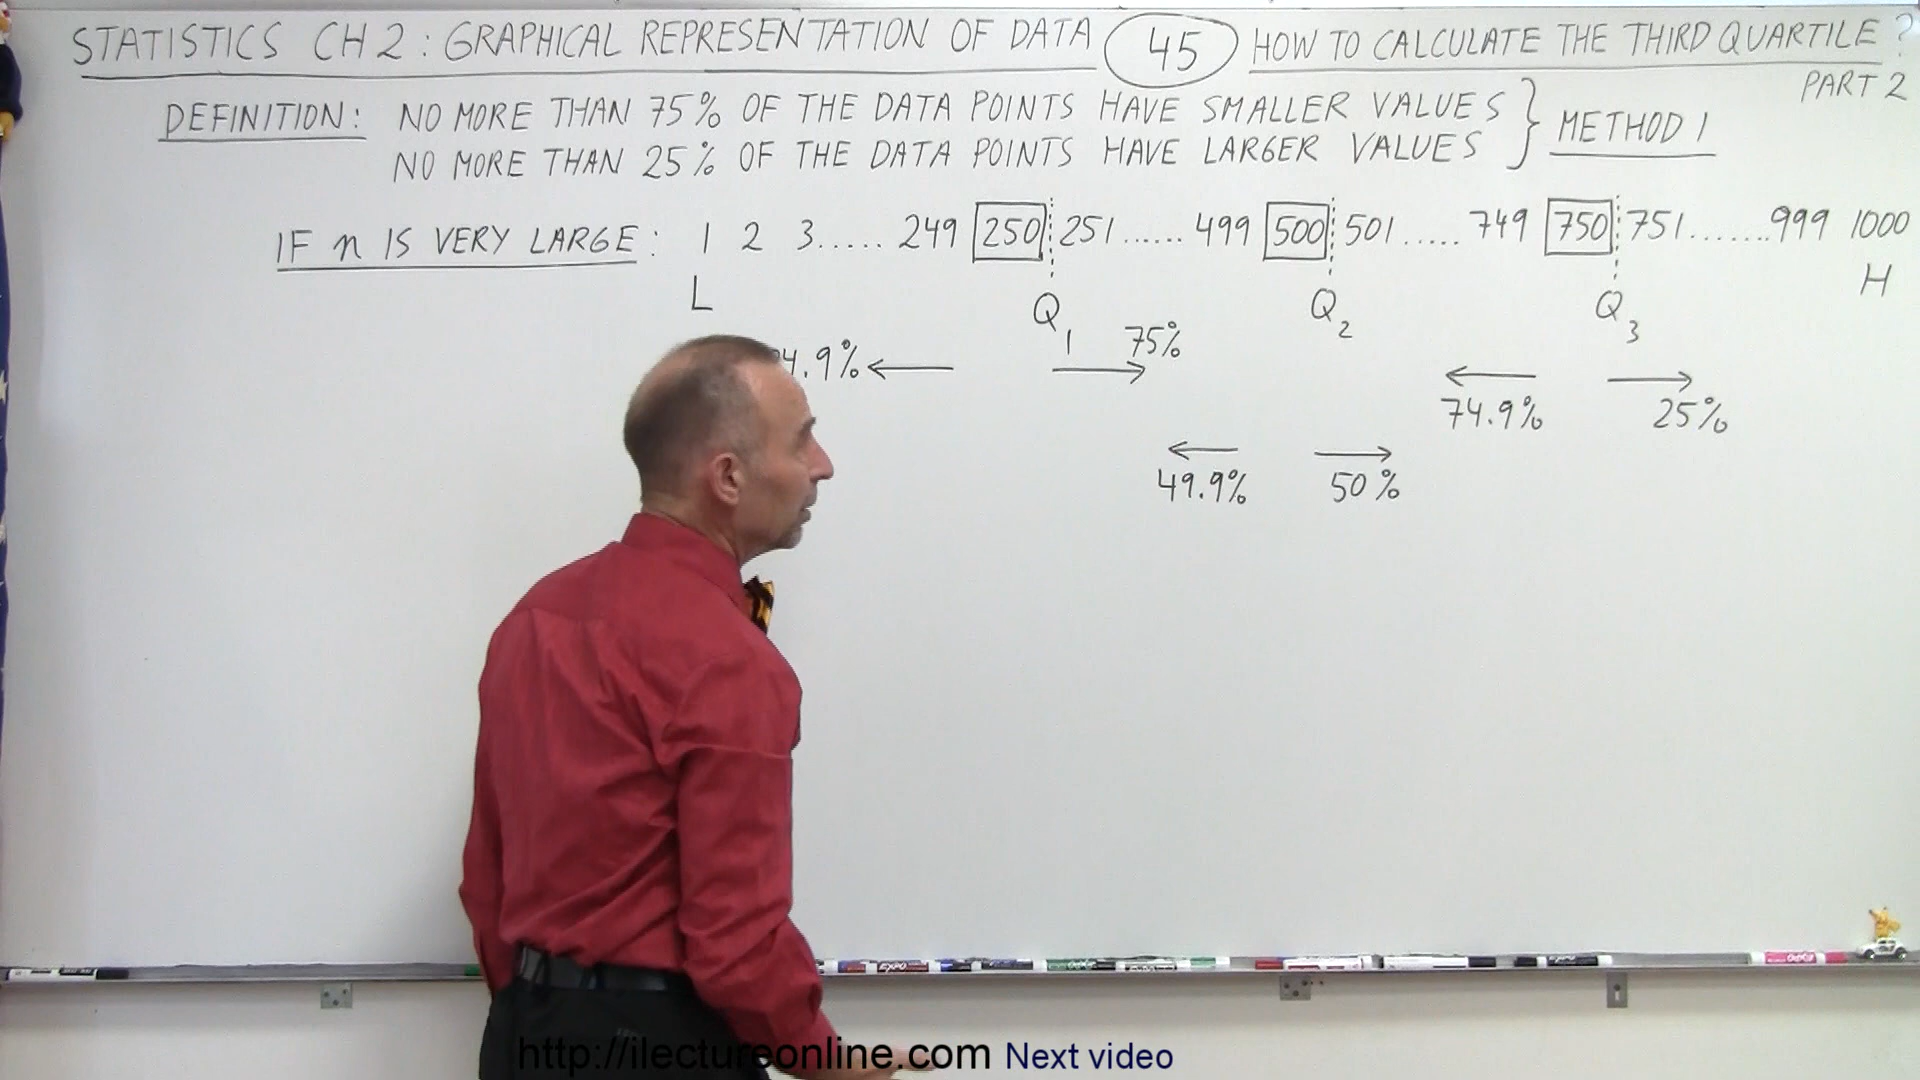 STATISTICS CH 2 : GRAPHICAL REPRESENTATION OF DATA 45 HOW TO CALCULATE THE THIRD QUARTILE ?
PART 2
DEFINITION: NO MORE THAN 75% OF THE DATA POINTS HAVE SMALLER VALUES
NO MORE THAN 25% OF THE DATA POINTS HAVE LARGER VALUES } METHOD 1
IF n IS VERY LARGE : 1 2 3...... 249 250 251...... 499 500 501..... 749 750 751.......999 1000
L Q1 Q2 Q3 H
4.9% ← → 75%
← 74.9% → 25%
← 49.9% → 50%
EXPO
http://ilectureonline.com Next video